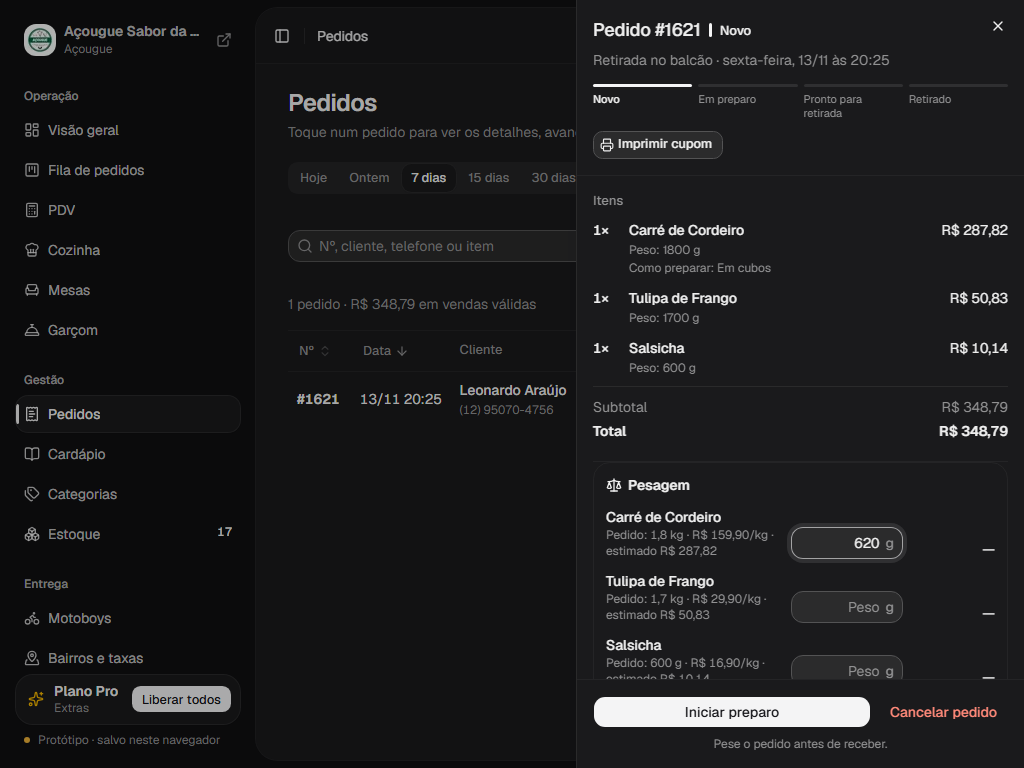 Açougue Sabor da ...
Açougue
Operação
Visão geral
Fila de pedidos
PDV
Cozinha
Mesas
Garçom
Gestão
Pedidos
Cardápio
Categorias
Estoque 17
Entrega
Motoboys
Bairros e taxas
Plano Pro
Extras
Liberar todos
Protótipo · salvo neste navegador
Pedidos
Pedidos
Toque num pedido para ver os detalhes, avan
Hoje Ontem 7 dias 15 dias 30 dias
Nº, cliente, telefone ou item
1 pedido · R$ 348,79 em vendas válidas
Nº Data Cliente
#1621 13/11 20:25 Leonardo Araújo
(12) 95070-4756
Pedido #1621 Novo
Retirada no balcão · sexta-feira, 13/11 às 20:25
Novo Em preparo Pronto para Retirado
retirada
Imprimir cupom
Itens
1× Carré de Cordeiro R$ 287,82
Peso: 1800 g
Como preparar: Em cubos
1× Tulipa de Frango R$ 50,83
Peso: 1700 g
1× Salsicha R$ 10,14
Peso: 600 g
Subtotal R$ 348,79
Total R$ 348,79
Pesagem
Carré de Cordeiro
Pedido: 1,8 kg · R$ 159,90/kg ·
estimado R$ 287,82
620 g —
Tulipa de Frango
Pedido: 1,7 kg · R$ 29,90/kg ·
estimado R$ 50,83
Peso g —
Salsicha
Pedido: 600 g · R$ 16,90/kg ·
estimado R$ 10,14
Peso g —
Iniciar preparo Cancelar pedido
Pese o pedido antes de receber.